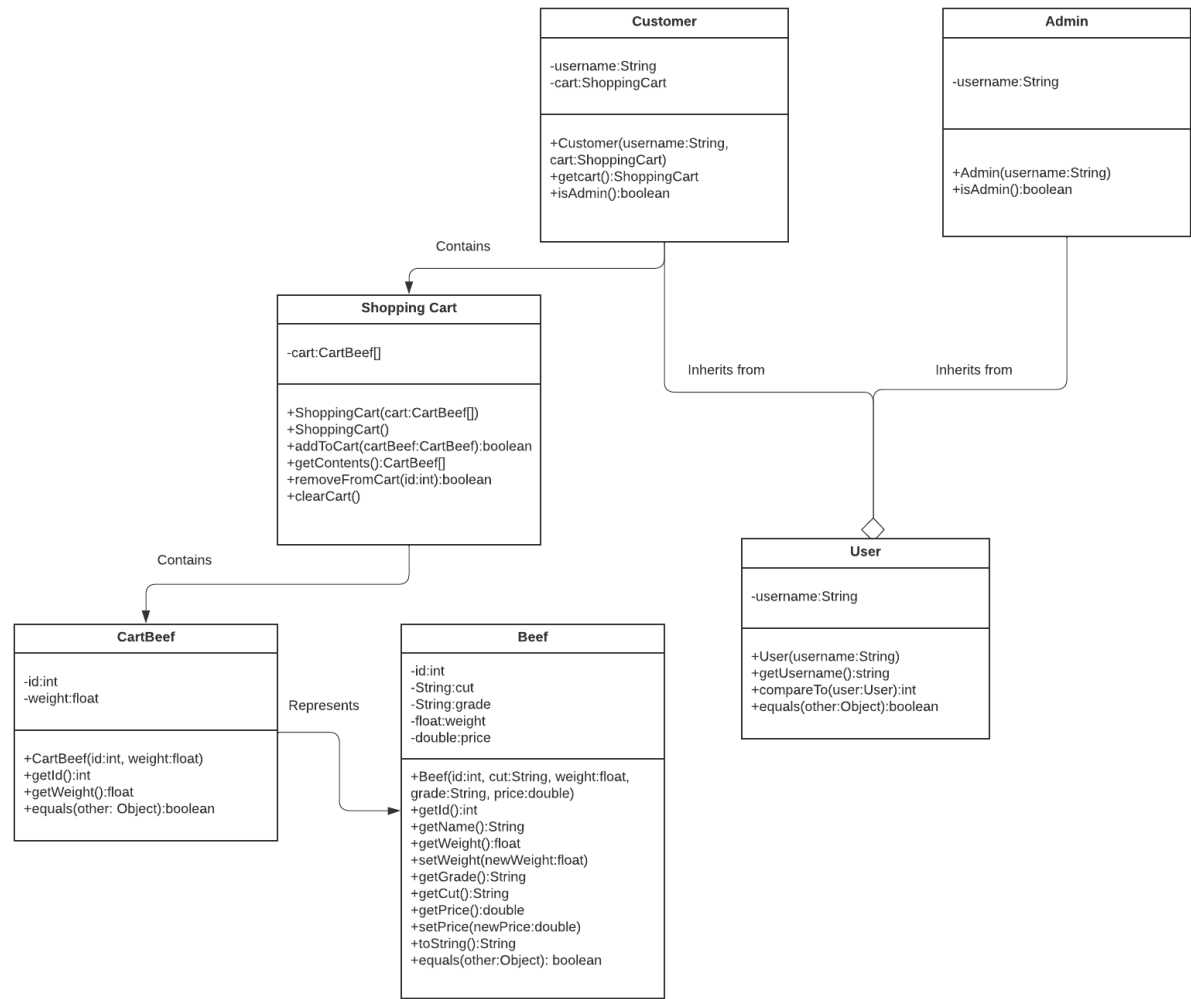 Customer
-username:String
-cart:ShoppingCart
+Customer(username:String,
cart:ShoppingCart)
+getcart():ShoppingCart
+isAdmin():boolean
Admin
-username:String
+Admin(username:String)
+isAdmin():boolean
Contains
Shopping Cart
-cart:CartBeef[]
+ShoppingCart(cart:CartBeef[])
+ShoppingCart()
+addToCart(cartBeef:CartBeef):boolean
+getContents():CartBeef[]
+removeFromCart(id:int):boolean
+clearCart()
Inherits from
Inherits from
User
-username:String
+User(username:String)
+getUsername():string
+compareTo(user:User):int
+equals(other:Object):boolean
Contains
CartBeef
-id:int
-weight:float
+CartBeef(id:int, weight:float)
+getId():int
+getWeight():float
+equals(other: Object):boolean
Represents
Beef
-id:int
-String:cut
-String:grade
-float:weight
-double:price
+Beef(id:int, cut:String, weight:float,
grade:String, price:double)
+getId():int
+getName():String
+getWeight():float
+setWeight(newWeight:float)
+getGrade():String
+getCut():String
+getPrice():double
+setPrice(newPrice:double)
+toString():String
+equals(other:Object): boolean